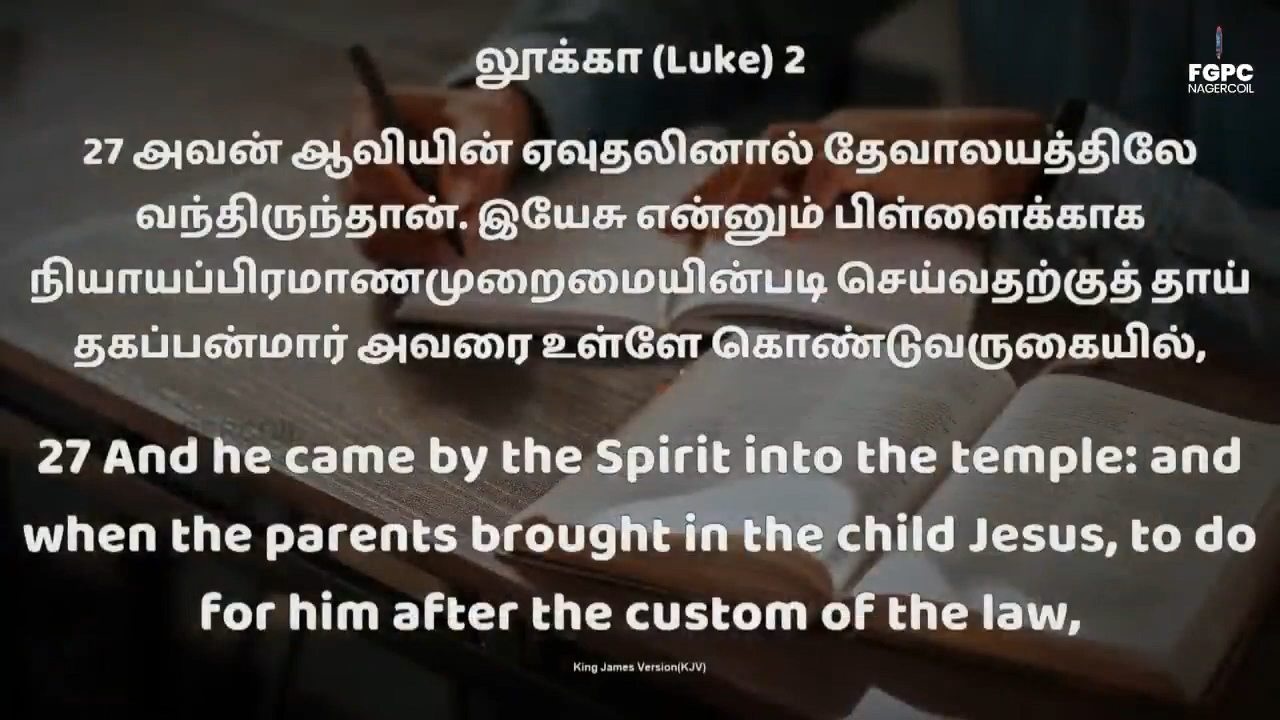 லூக்கா (Luke) 2
FGPC
NAGERCOIL
27 அவன் ஆவியின் ஏவுதலினால் தேவாலயத்திலே
வந்திருந்தான். இயேசு என்னும் பிள்ளைக்காக
நியாயப்பிரமாணமுறைமையின்படி செய்வதற்குத் தாய்
தகப்பன்மார் அவரை உள்ளே கொண்டுவருகையில்,
27 And he came by the Spirit into the temple: and
when the parents brought in the child Jesus, to do
for him after the custom of the law,
King James Version(KJV)